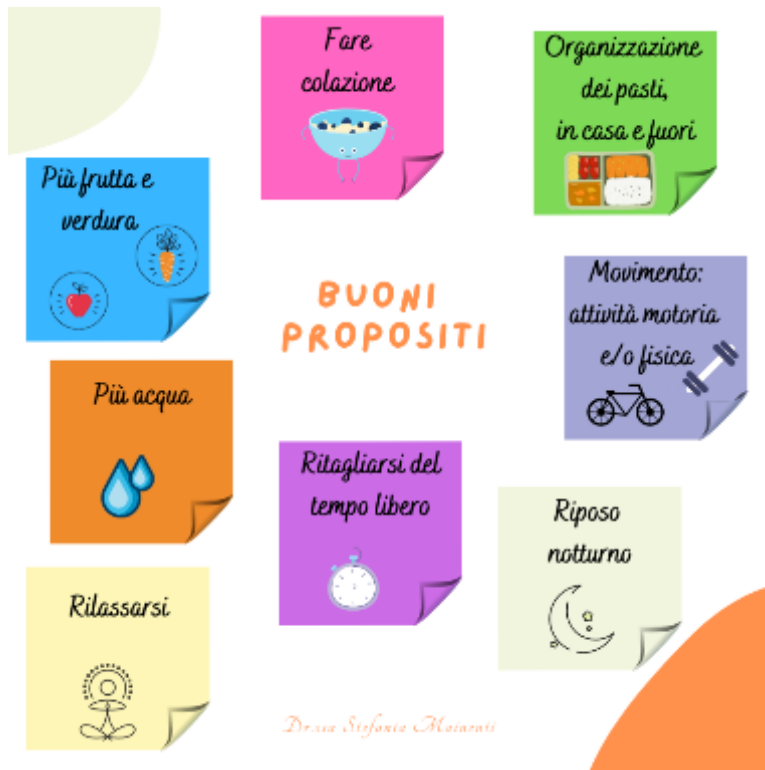 Fare
colazione
Organizzazione
dei pasti,
in casa e fuori
Più frutta e
verdura
BUONI
PROPOSITI
Movimento:
attività motoria
e/o fisica
Più acqua
Ritagliarsi del
tempo libero
Riposo
notturno
Rilassarsi
Dr.ssa Stefania Moinenti